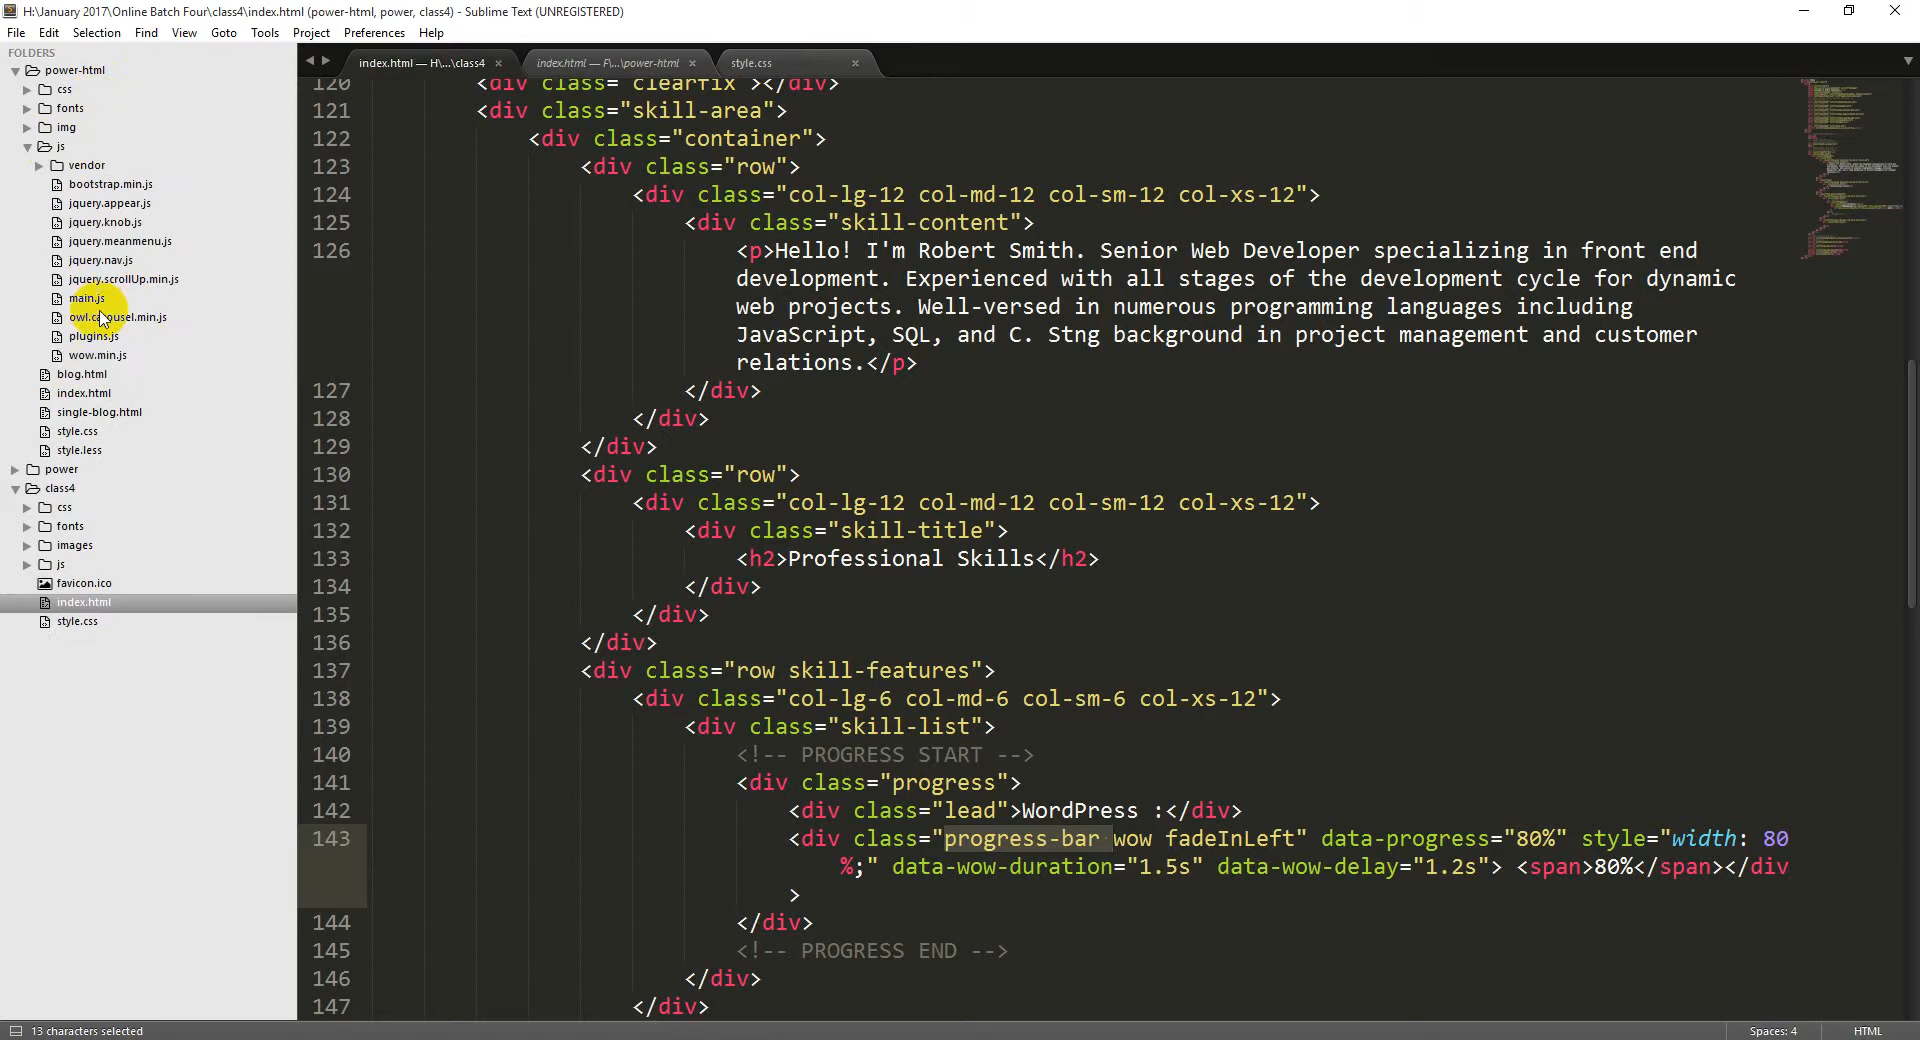 H:\January 2017\Online Batch Four\class4\index.html (power-html, power, class4) - Sublime Text (UNREGISTERED)
File Edit Selection Find View Goto Tools Project Preferences Help
FOLDERS
power-html
css
fonts
img
js
vendor
bootstrap.min.js
jquery.appear.js
jquery.knob.js
jquery.meanmenu.js
jquery.nav.js
jquery.scrollUp.min.js
main.js
owl.carousel.min.js
plugins.js
wow.min.js
blog.html
index.html
single-blog.html
style.css
style.less
power
class4
css
fonts
images
js
favicon.ico
index.html
style.css
index.html — H\...\class4 × index.html — F\...\power-html × style.css ×
120 <div class="clearfix"></div>
121 <div class="skill-area">
122 <div class="container">
123 <div class="row">
124 <div class="col-lg-12 col-md-12 col-sm-12 col-xs-12">
125 <div class="skill-content">
126 <p>Hello! I'm Robert Smith. Senior Web Developer specializing in front end
development. Experienced with all stages of the development cycle for dynamic
web projects. Well-versed in numerous programming languages including
JavaScript, SQL, and C. Stng background in project management and customer
relations.</p>
127 </div>
128 </div>
129 </div>
130 <div class="row">
131 <div class="col-lg-12 col-md-12 col-sm-12 col-xs-12">
132 <div class="skill-title">
133 <h2>Professional Skills</h2>
134 </div>
135 </div>
136 </div>
137 <div class="row skill-features">
138 <div class="col-lg-6 col-md-6 col-sm-6 col-xs-12">
139 <div class="skill-list">
140 <!-- PROGRESS START -->
141 <div class="progress">
142 <div class="lead">WordPress :</div>
143 <div class="progress-bar wow fadeInLeft" data-progress="80%" style="width: 80
%;" data-wow-duration="1.5s" data-wow-delay="1.2s"> <span>80%</span></div
>
144 </div>
145 <!-- PROGRESS END -->
146 </div>
147 </div>
13 characters selected
Spaces: 4
HTML